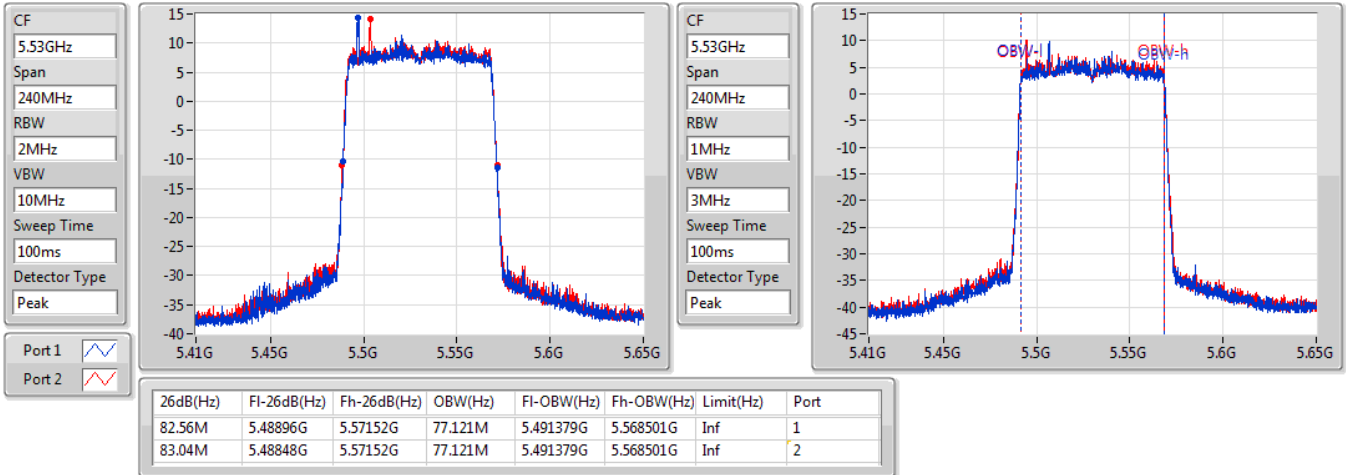 CF
5.53GHz
Span
240MHz
RBW
2MHz
VBW
10MHz
Sweep Time
100ms
Detector Type
Peak
Port 1
Port 2
15
10
5
0
-5
-10
-15
-20
-25
-30
-35
-40
5.41G 5.45G 5.5G 5.55G 5.6G 5.65G
CF
5.53GHz
Span
240MHz
RBW
1MHz
VBW
3MHz
Sweep Time
100ms
Detector Type
Peak
15
10
5
0
-5
-10
-15
-20
-25
-30
-35
-40
-45
OBW-l OBW-h
5.41G 5.45G 5.5G 5.55G 5.6G 5.65G
26dB(Hz) Fl-26dB(Hz) Fh-26dB(Hz) OBW(Hz) Fl-OBW(Hz) Fh-OBW(Hz) Limit(Hz) Port
82.56M 5.48896G 5.57152G 77.121M 5.491379G 5.568501G Inf 1
83.04M 5.48848G 5.57152G 77.121M 5.491379G 5.568501G Inf 2